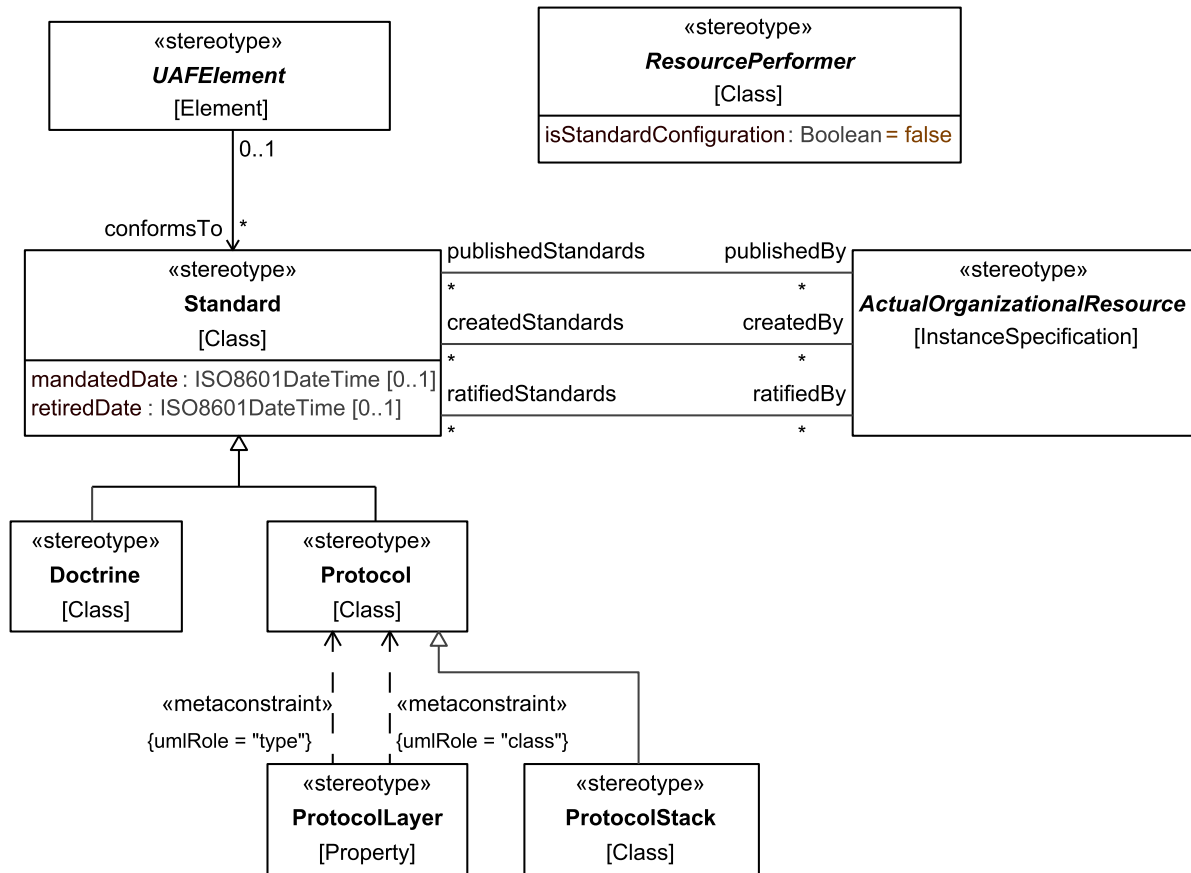 «stereotype»
UAFElement
[Element]
«stereotype»
ResourcePerformer
[Class]
isStandardConfiguration : Boolean = false
0..1
conformsTo *
«stereotype»
Standard
[Class]
mandatedDate : ISO8601DateTime [0..1]
retiredDate : ISO8601DateTime [0..1]
publishedStandards publishedBy
* *
createdStandards createdBy
* *
ratifiedStandards ratifiedBy
* *
«stereotype»
ActualOrganizationalResource
[InstanceSpecification]
«stereotype»
Doctrine
[Class]
«stereotype»
Protocol
[Class]
«metaconstraint»
{umlRole = "type"}
«metaconstraint»
{umlRole = "class"}
«stereotype»
ProtocolLayer
[Property]
«stereotype»
ProtocolStack
[Class]